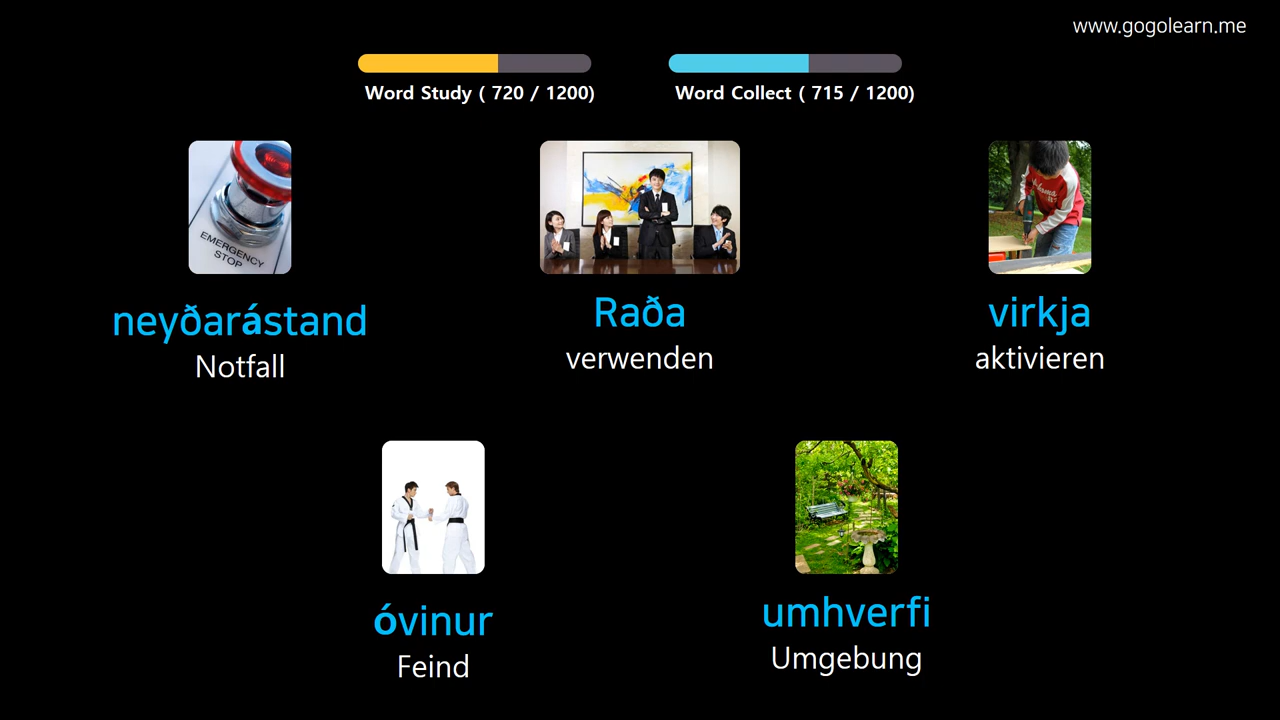 www.gogolearn.me
Word Study ( 720 / 1200)
Word Collect ( 715 / 1200)
EMERGENCY
STOP
neyðarástand
Notfall
Raða
verwenden
virkja
aktivieren
óvinur
Feind
umhverfi
Umgebung